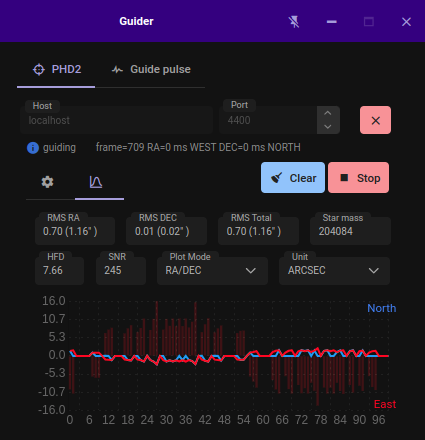 Guider
PHD2
Guide pulse
Host
localhost
Port
4400
guiding
frame=709 RA=0 ms WEST DEC=0 ms NORTH
Clear
Stop
RMS RA
0.70 (1.16" )
RMS DEC
0.01 (0.02" )
RMS Total
0.70 (1.16" )
Star mass
204084
HFD
7.66
SNR
245
Plot Mode
RA/DEC
Unit
ARCSEC
16.0
North
10.7
5.3
0.0
-5.3
-10.7
East
-16.0
0 6 12 18 24 30 36 42 48 54 60 66 72 78 84 90 96